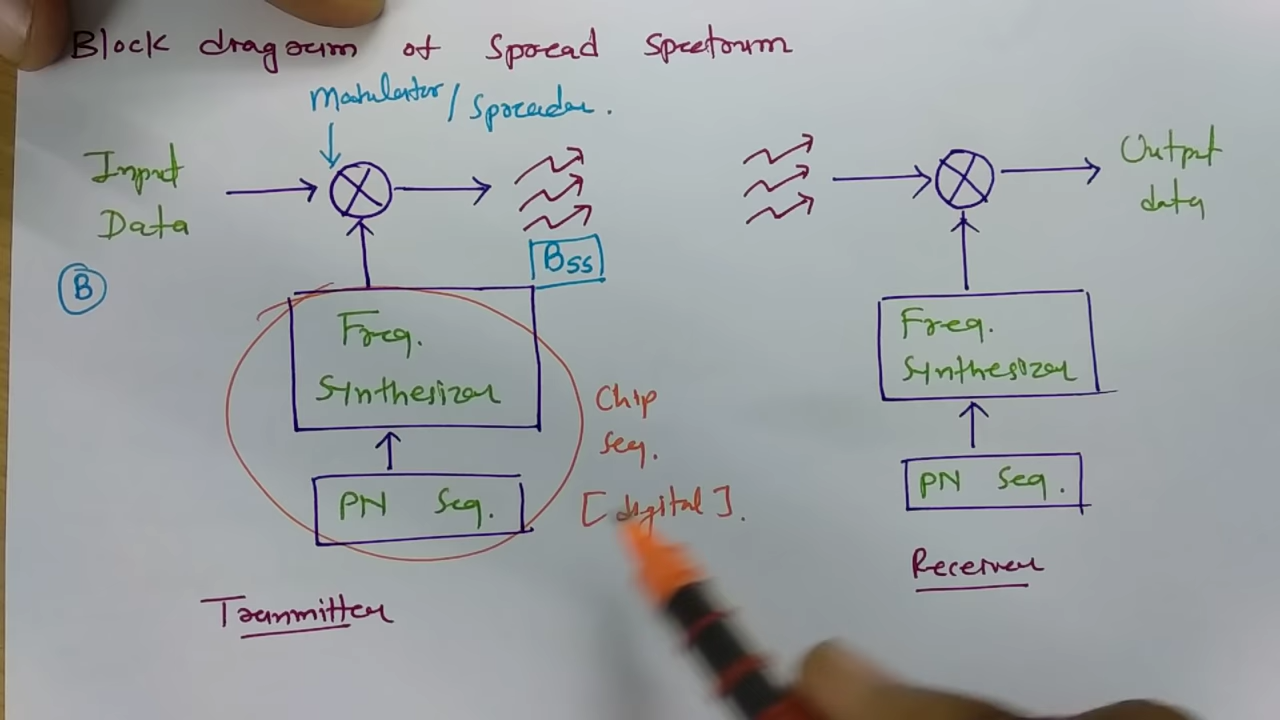 Block diagram of Spread Spectrum
Modulator / Spreader.
Input
Data
B
Bss
Freq.
Synthesizer
PN Seq.
Chip
Seq.
[digital].
Tranmitter
Output
data
Freq.
Synthesizer
PN Seq.
Receiver